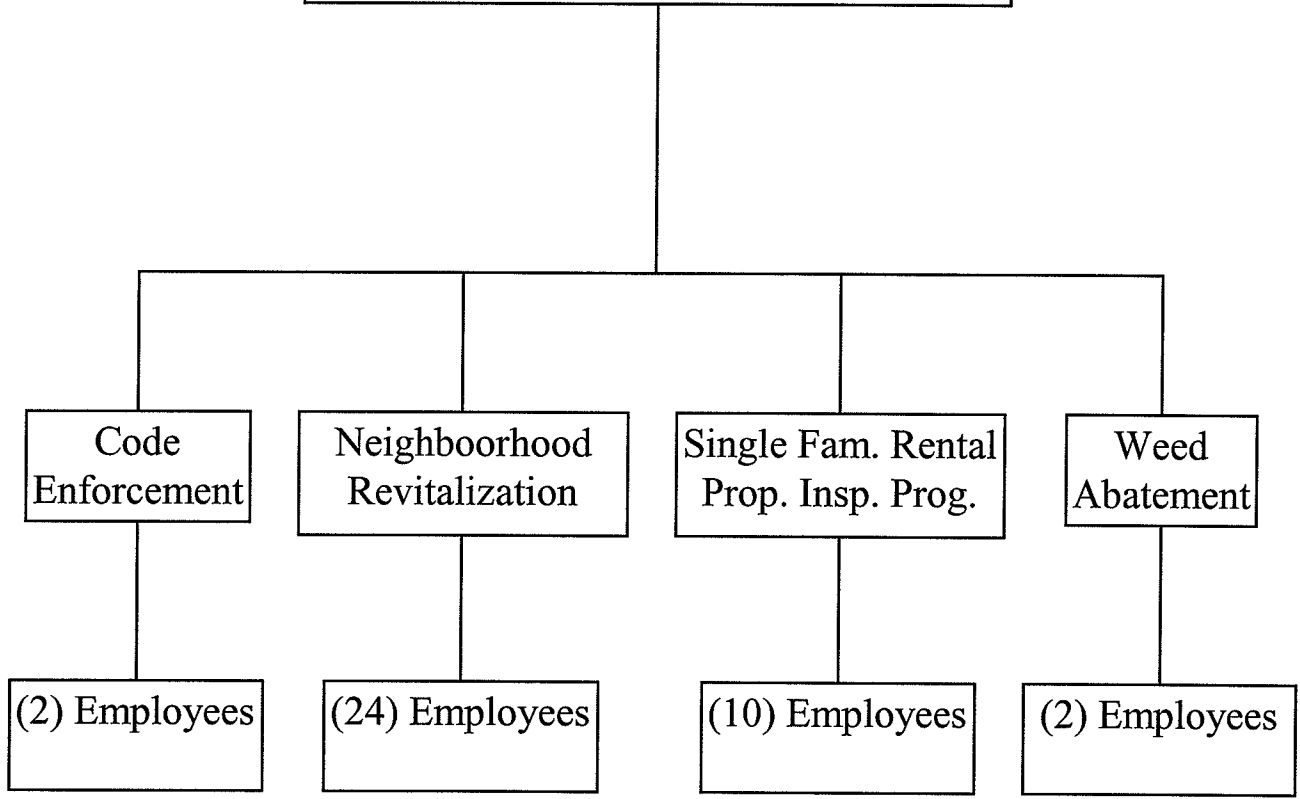 Code
Enforcement
Neighboorhood
Revitalization
Single Fam. Rental
Prop. Insp. Prog.
Weed
Abatement
(2) Employees
(24) Employees
(10) Employees
(2) Employees